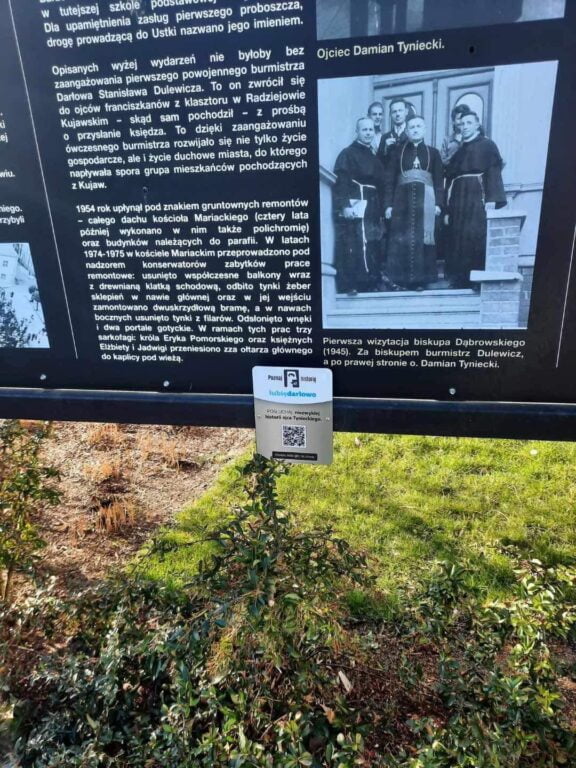 w tutejszej szkole podstawowej
Dla upamiętnienia zasług pierwszego proboszcza,
drogę prowadzącą do Ustki nazwano jego imieniem.
Opisanych wyżej wydarzeń nie byłoby bez
zaangażowania pierwszego powojennego burmistrza
Darłowa Stanisława Dulewicza. To on zwrócił się
do ojców franciszkanów z klasztoru w Radziejowie
Kujawskim – skąd sam pochodził – z prośbą
o przysłanie księdza. To dzięki zaangażowaniu
ówczesnego burmistrza rozwijało się nie tylko życie
gospodarcze, ale i życie duchowe miasta, do którego
napływała spora grupa mieszkańców pochodzących
z Kujaw.
1954 rok upłynął pod znakiem gruntownych remontów
– całego dachu kościoła Mariackiego (cztery lata
później wykonano w nim także polichromię)
oraz budynków należących do parafii. W latach
1974-1975 w kościele Mariackim przeprowadzono pod
nadzorem konserwatorów zabytków prace
remontowe: usunięto współczesne balkony wraz
z drewnianą klatką schodową, odbito tynki żeber
sklepień w nawie głównej oraz w jej wejściu
zamontowano dwuskrzydłową bramę, a w nawach
bocznych usunięto tynki z filarów. Odsłonięto wnęki
i dwa portale gotyckie. W ramach tych prac trzy
sarkofagi: króla Eryka Pomorskiego oraz księżnych
Elżbiety i Jadwigi przeniesiono zza ołtarza głównego
do kaplicy pod wieżą.
Ojciec Damian Tyniecki.
Pierwsza wizytacja biskupa Dąbrowskiego
(1945). Za biskupem burmistrz Dulewicz,
a po prawej stronie o. Damian Tyniecki.
Poznaj historię
lubiędarłowo
POSŁUCHAJ niezwykłej
historii ojca Tynieckiego.